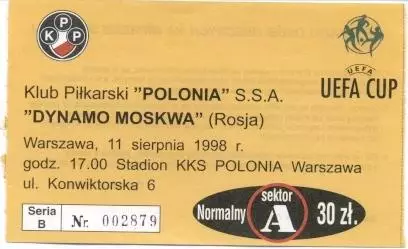 P
K P
UEFA
UEFA CUP
Klub Piłkarski "POLONIA" S.S.A.
"DYNAMO MOSKWA" (Rosja)
Warszawa, 11 sierpnia 1998 r.
godz. 17.00 Stadion KKS POLONIA Warszawa
ul. Konwiktorska 6
Seria
B
Nr. 002879
Normalny
sektor
A
30 zł.